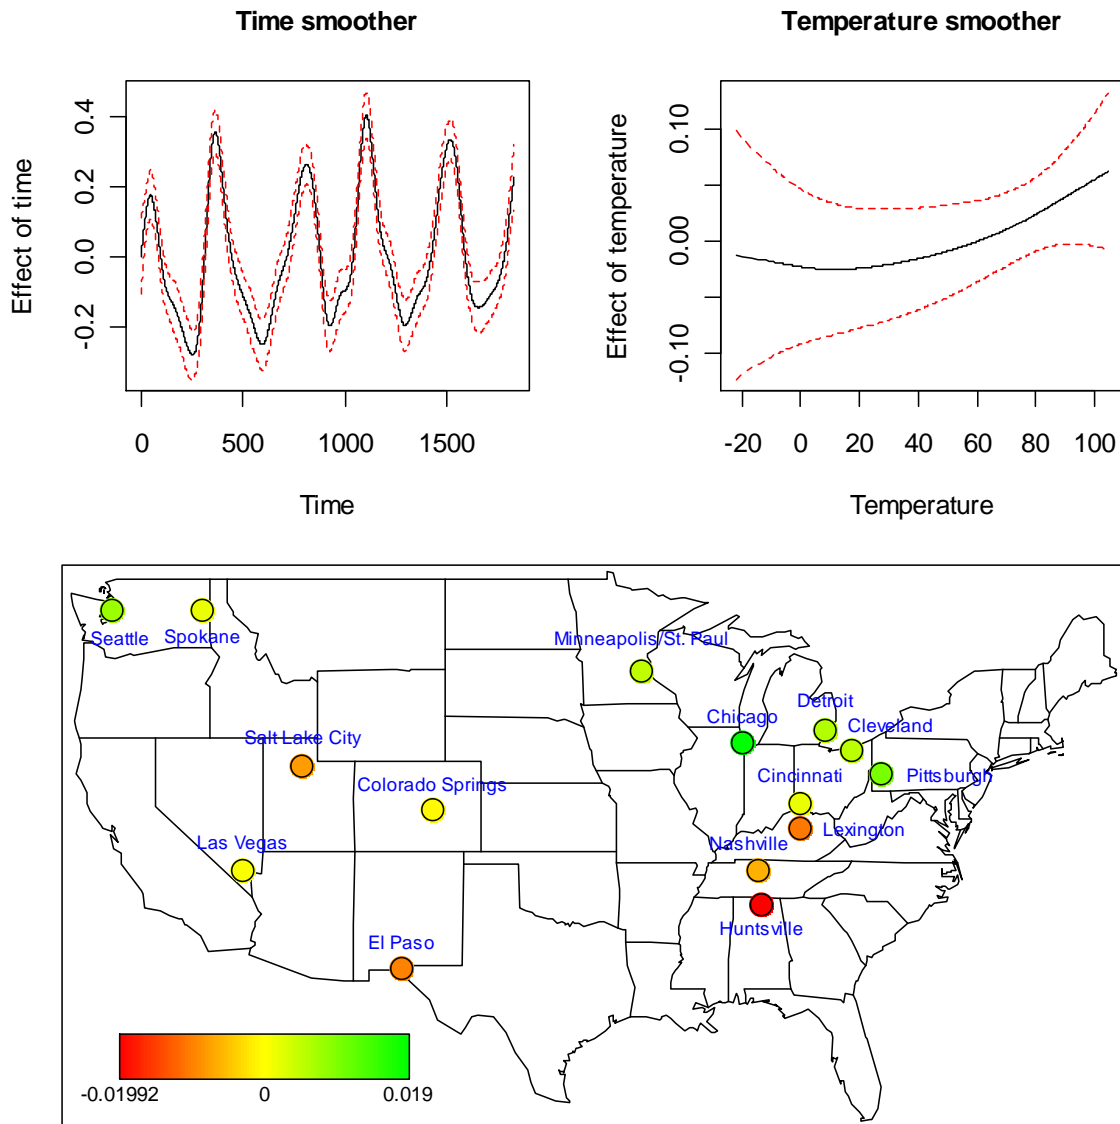 Time smoother
Temperature smoother
Effect of time
0.4
0.2
0.0
-0.2
0
500
1000
1500
Time
Effect of temperature
0.10
0.00
-0.10
-20
0
20
40
60
80
100
Temperature
Seattle
Spokane
Minneapolis/St. Paul
Detroit
Chicago
Cleveland
Salt Lake City
Cincinnati
Pittsburgh
Colorado Springs
Lexington
Las Vegas
Nashville
Huntsville
El Paso
-0.01992
0
0.019